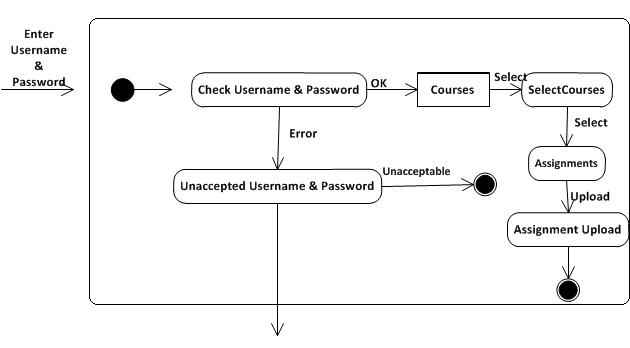 Enter
Username
&
Password
Check Username & Password
OK
Courses
Select
SelectCourses
Error
Select
Unaccepted Username & Password
Unacceptable
Assignments
Upload
Assignment Upload